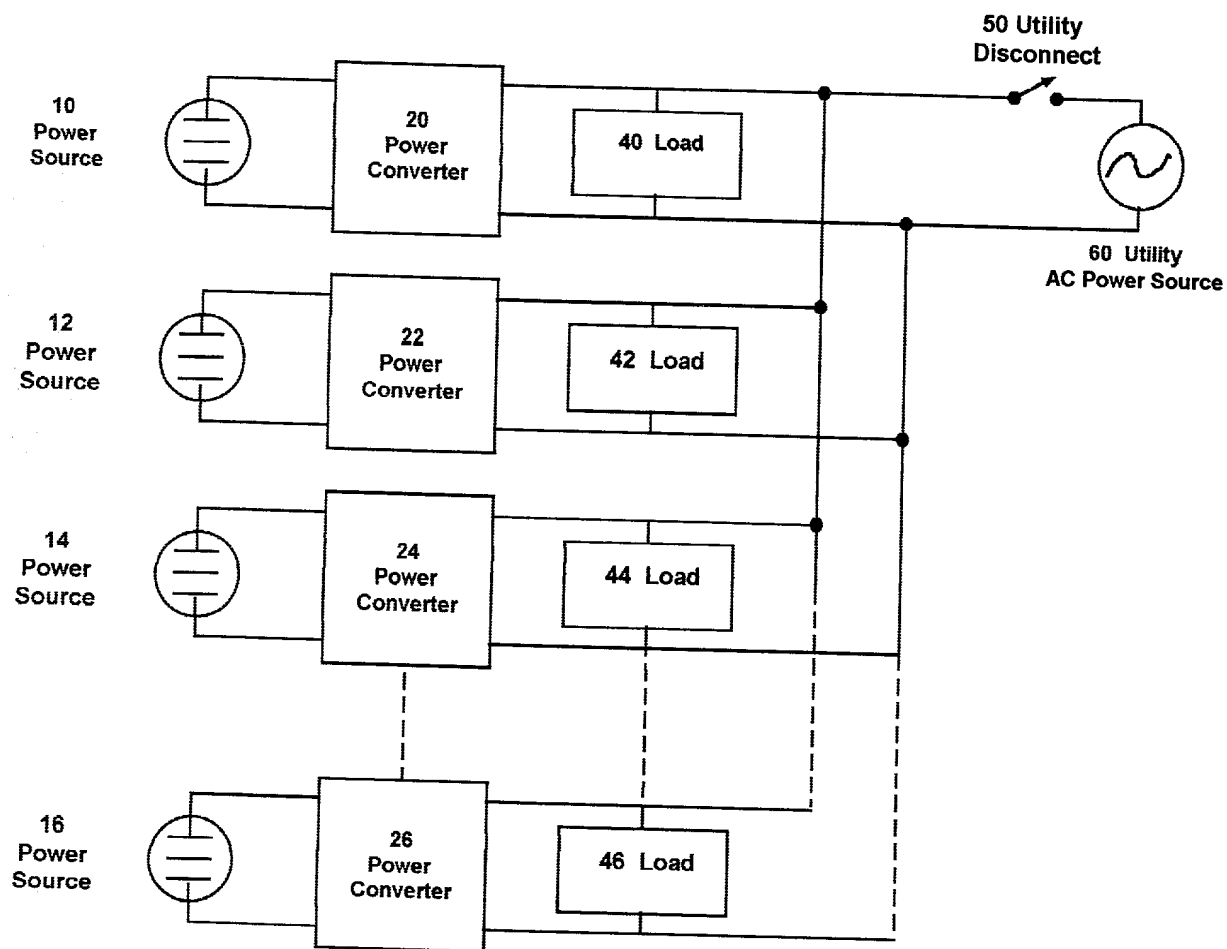 50 Utility
Disconnect
10
Power
Source
20
Power
Converter
40 Load
60 Utility
AC Power Source
12
Power
Source
22
Power
Converter
42 Load
14
Power
Source
24
Power
Converter
44 Load
16
Power
Source
26
Power
Converter
46 Load